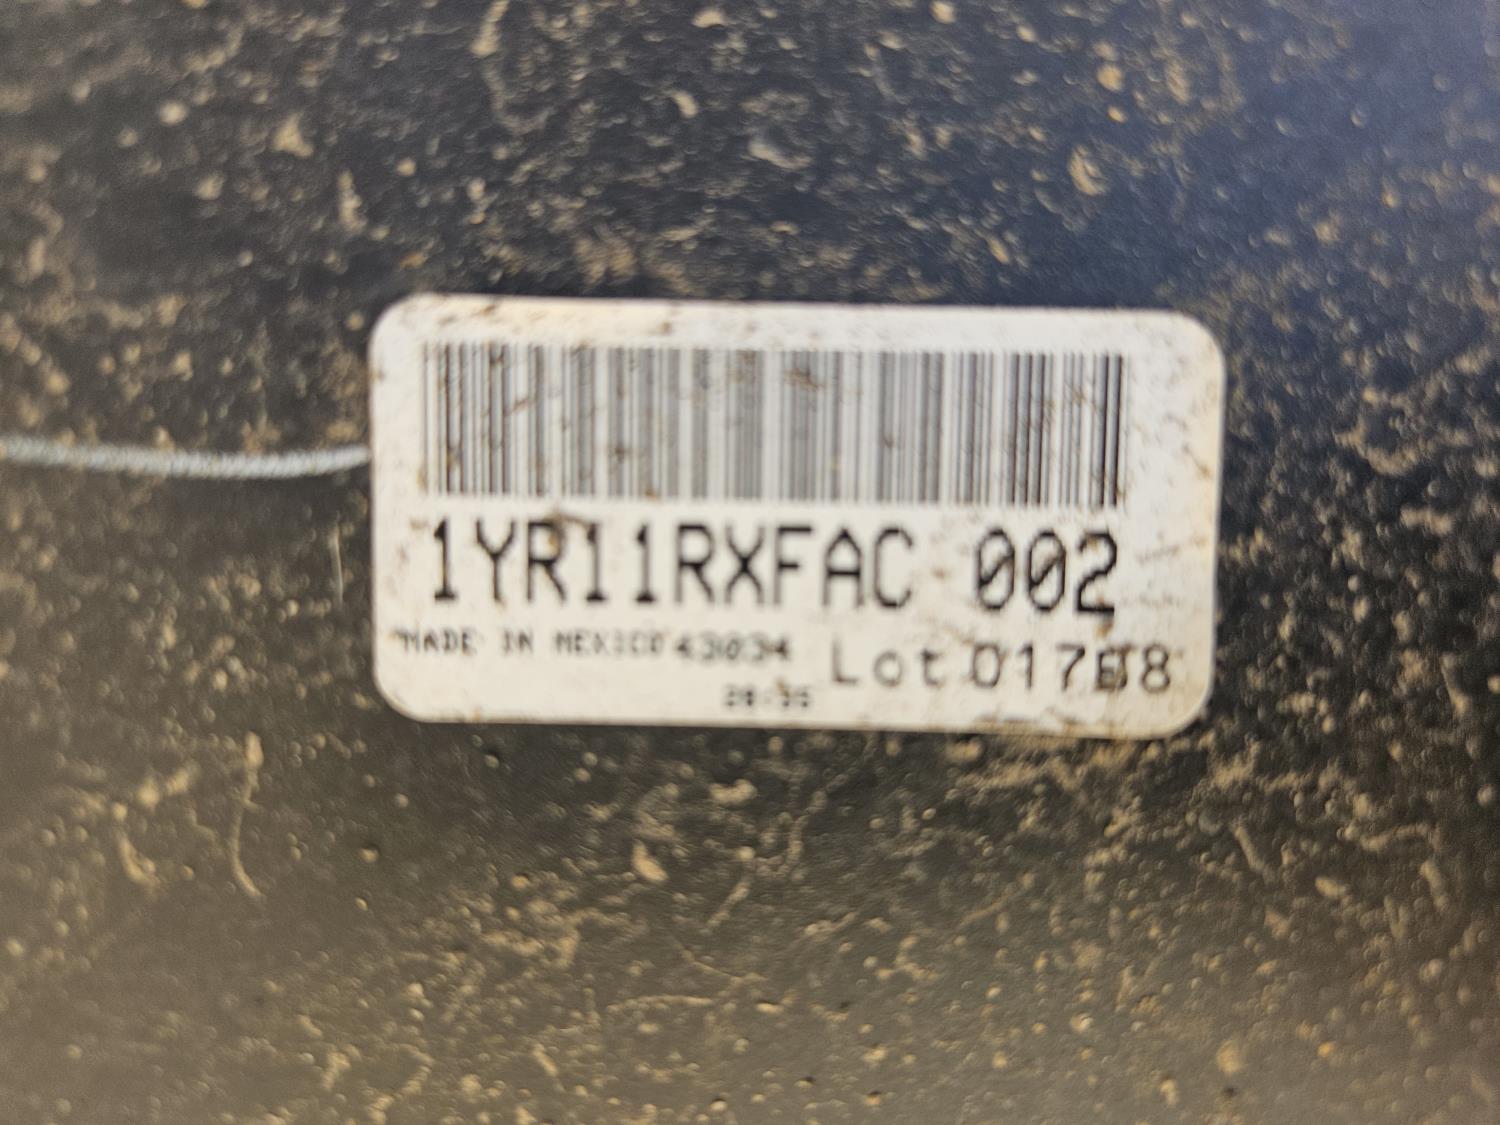 1YR11RXFAC 002
MADE IN MEXICO 43034 Lot